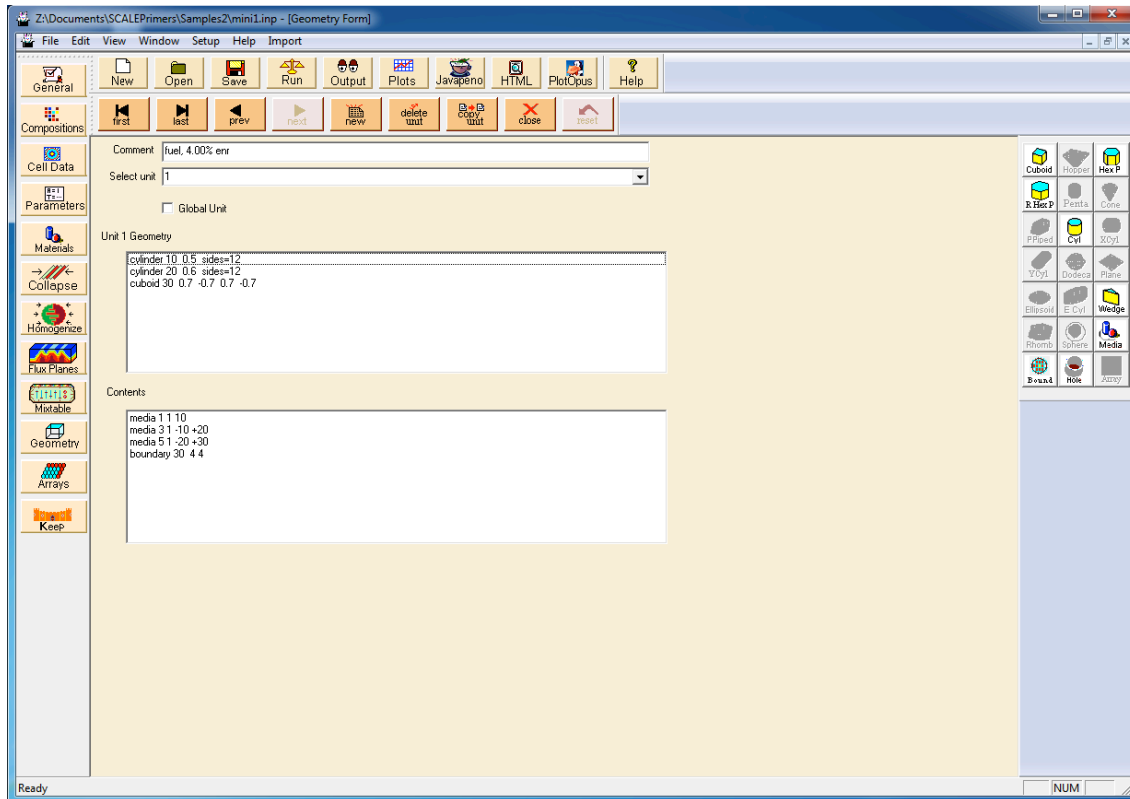 Z:\Documents\SCALEPrimers\Samples2\mini1.inp - [Geometry Form]
File Edit View Window Setup Help Import
General
New Open Save Run Output Plots Javapeno HTML PlotOpus Help
Compositions
first last prev next new delete unit copy unit close reset
Cell Data
Parameters
Materials
Collapse
Homogenize
Flux Planes
Mixtable
Geometry
Arrays
Keep
Comment fuel, 4.00% enr
Select unit 1
Global Unit
Unit 1 Geometry
cylinder 10 0.5 sides=12
cylinder 20 0.6 sides=12
cuboid 30 0.7 -0.7 0.7 -0.7
Contents
media 1 1 10
media 3 1 -10 +20
media 5 1 -20 +30
boundary 30 4 4
Cuboid Hopper Hex P
R Hex P Penta Cone
PPiped Cyl XCyl
YCyl Dodeca Plane
Ellipsoid E Cyl Wedge
Rhomb Sphere Media
Bound Hole Array
Ready
NUM